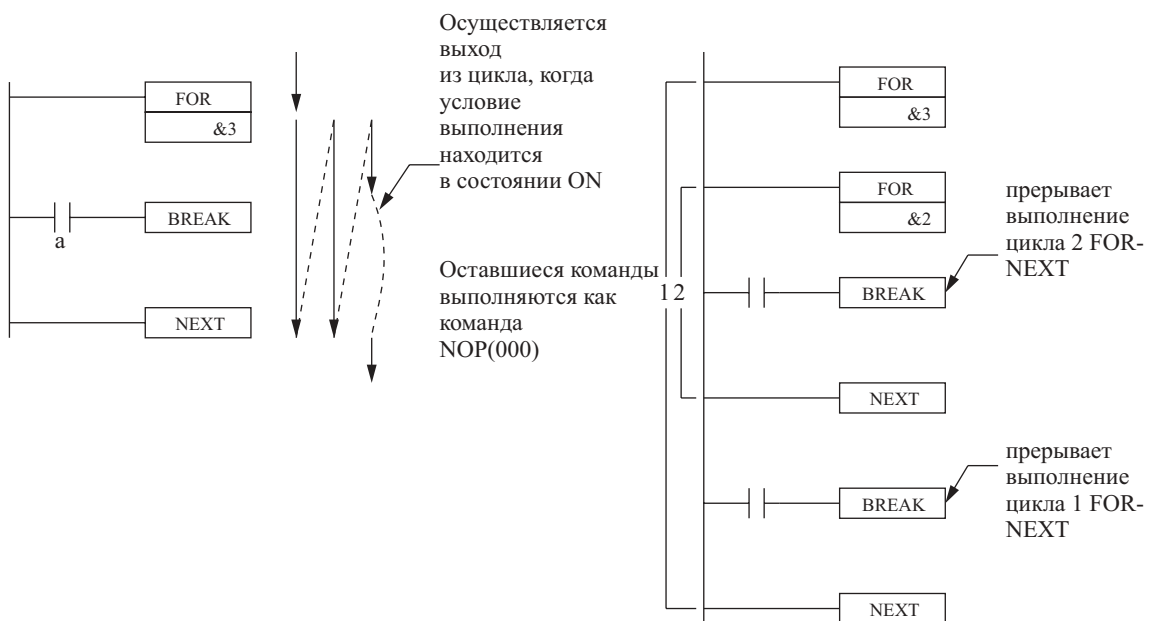 Осуществляется
выход
из цикла, когда
условие
выполнения
находится
в состоянии ON
FOR
&3
a
BREAK
NEXT
Оставшиеся команды
выполняются как
команда
NOP(000)
FOR
&3
FOR
&2
прерывает
выполнение
цикла 2 FOR-
NEXT
1 2
BREAK
NEXT
прерывает
выполнение
цикла 1 FOR-
NEXT
BREAK
NEXT